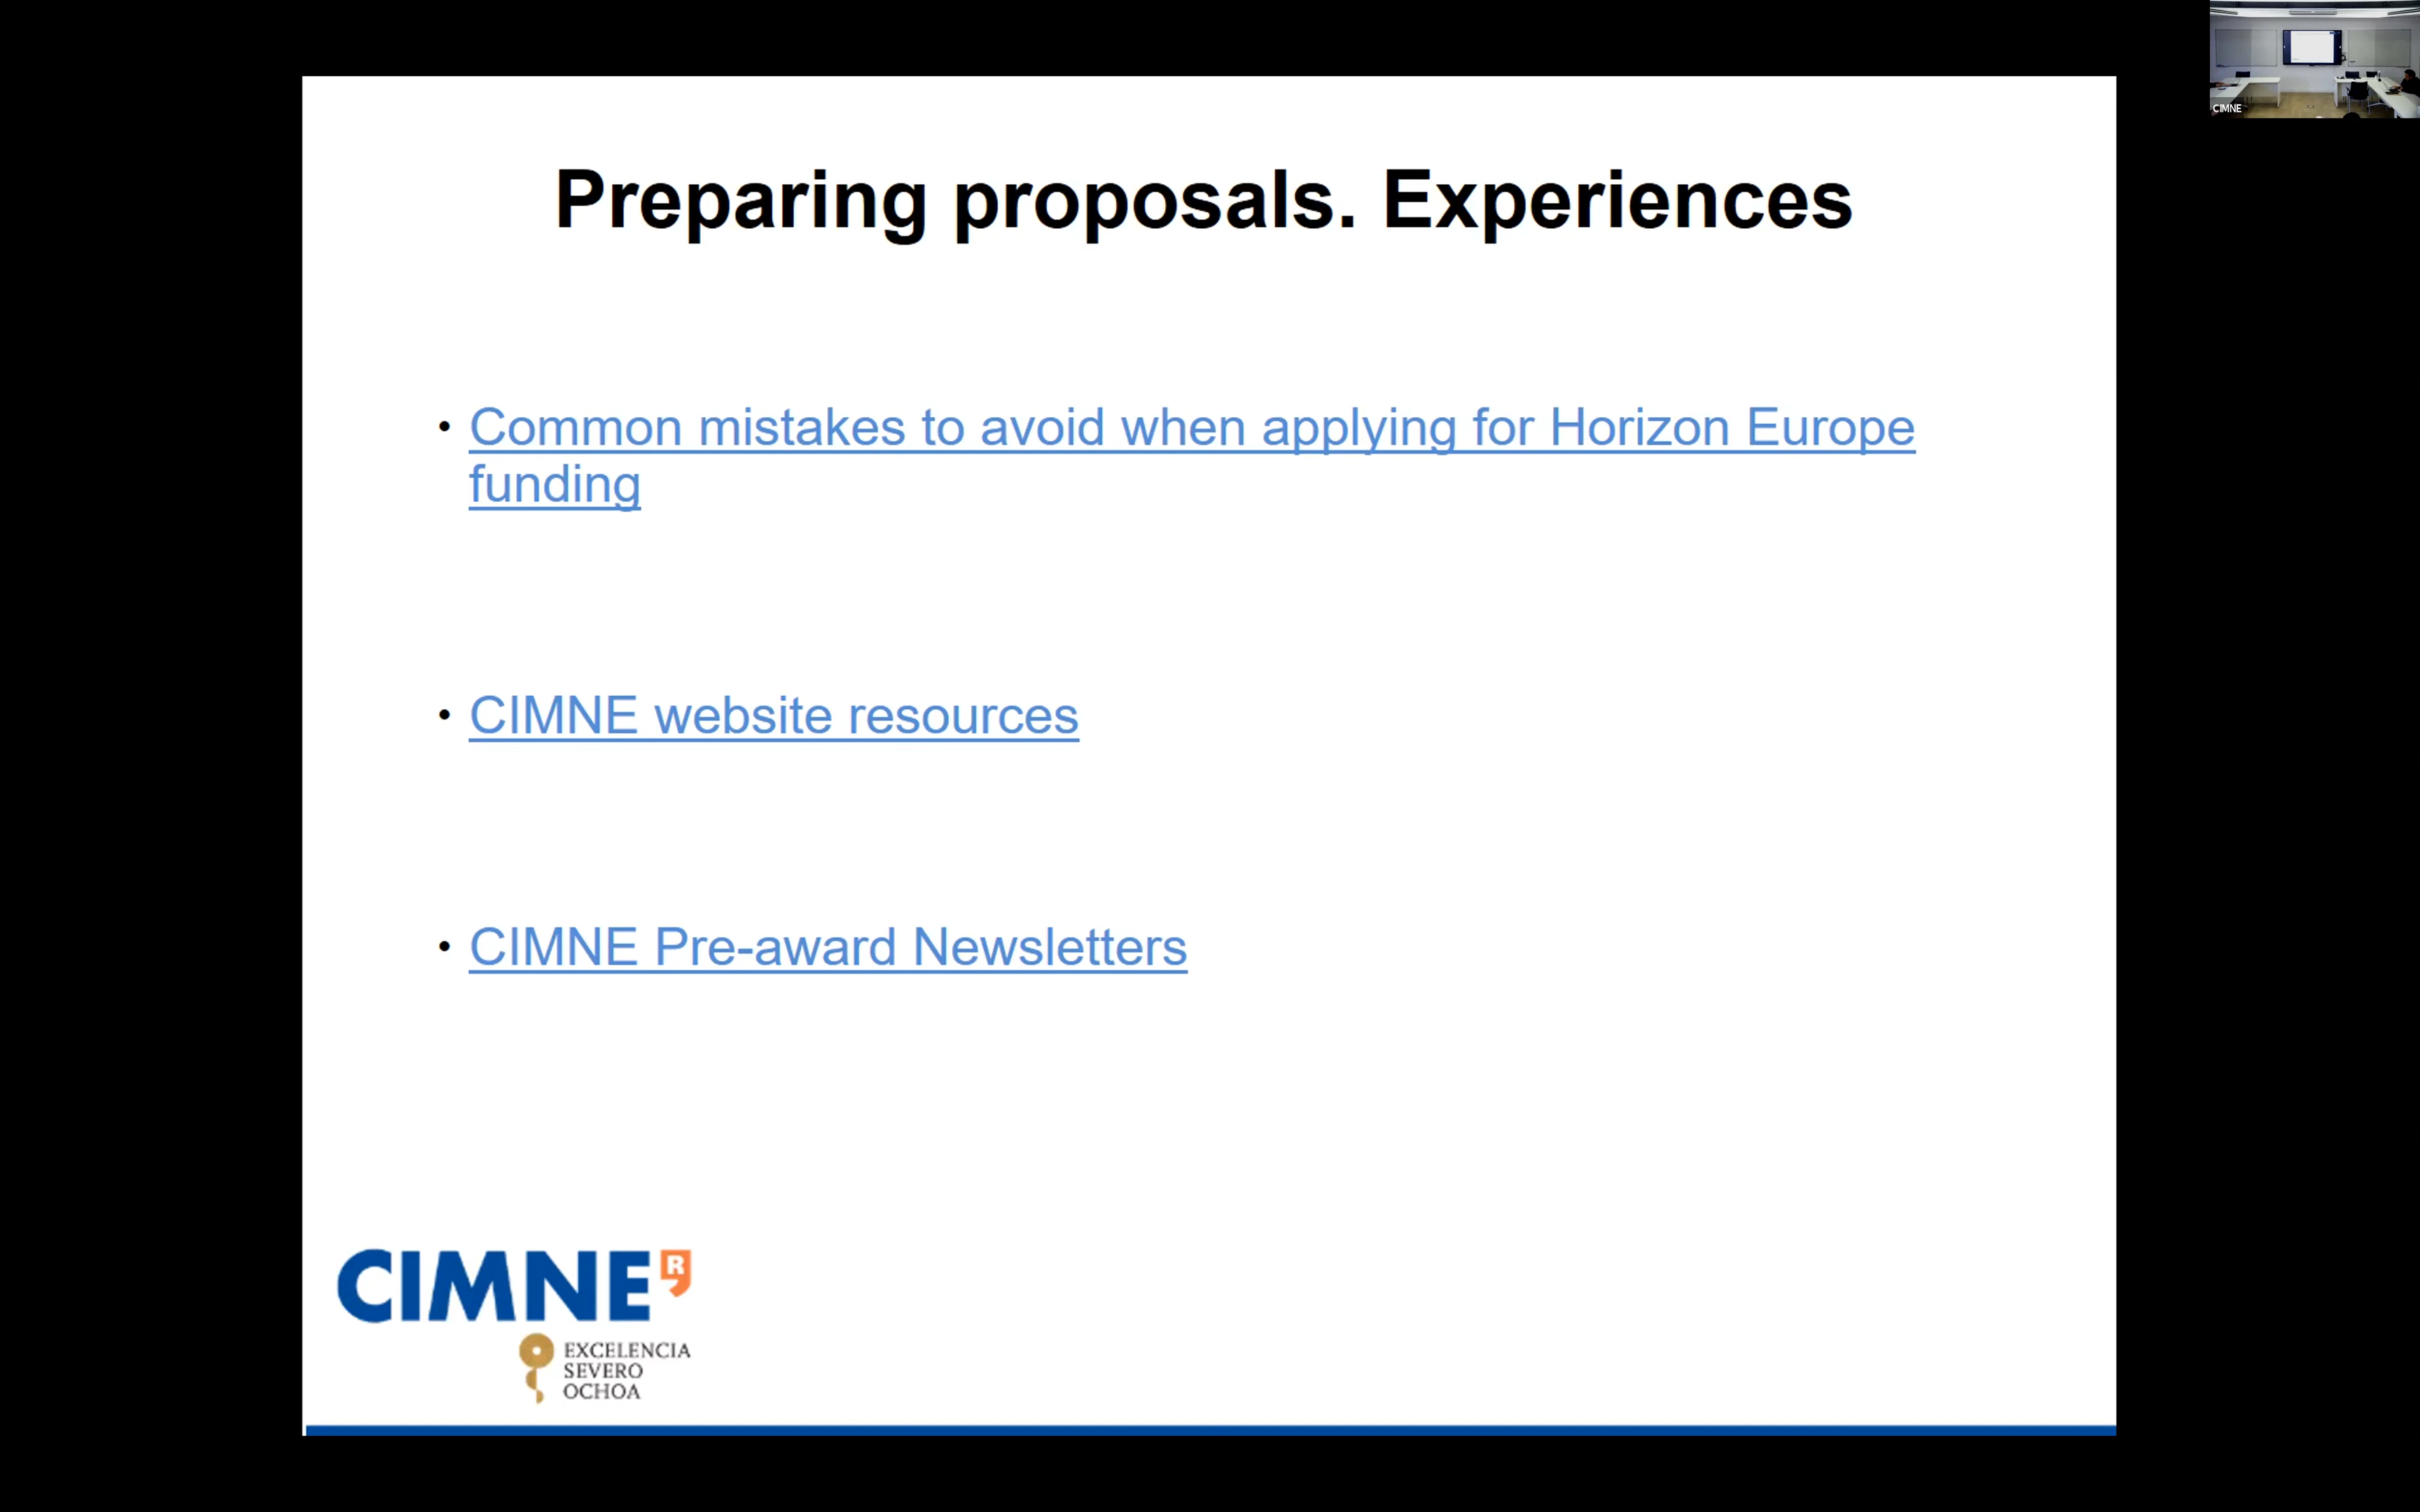 CIMNE
Preparing proposals. Experiences
• Common mistakes to avoid when applying for Horizon Europe
funding
• CIMNE website resources
• CIMNE Pre-award Newsletters
CIMNE R
EXCELENCIA
SEVERO
OCHOA